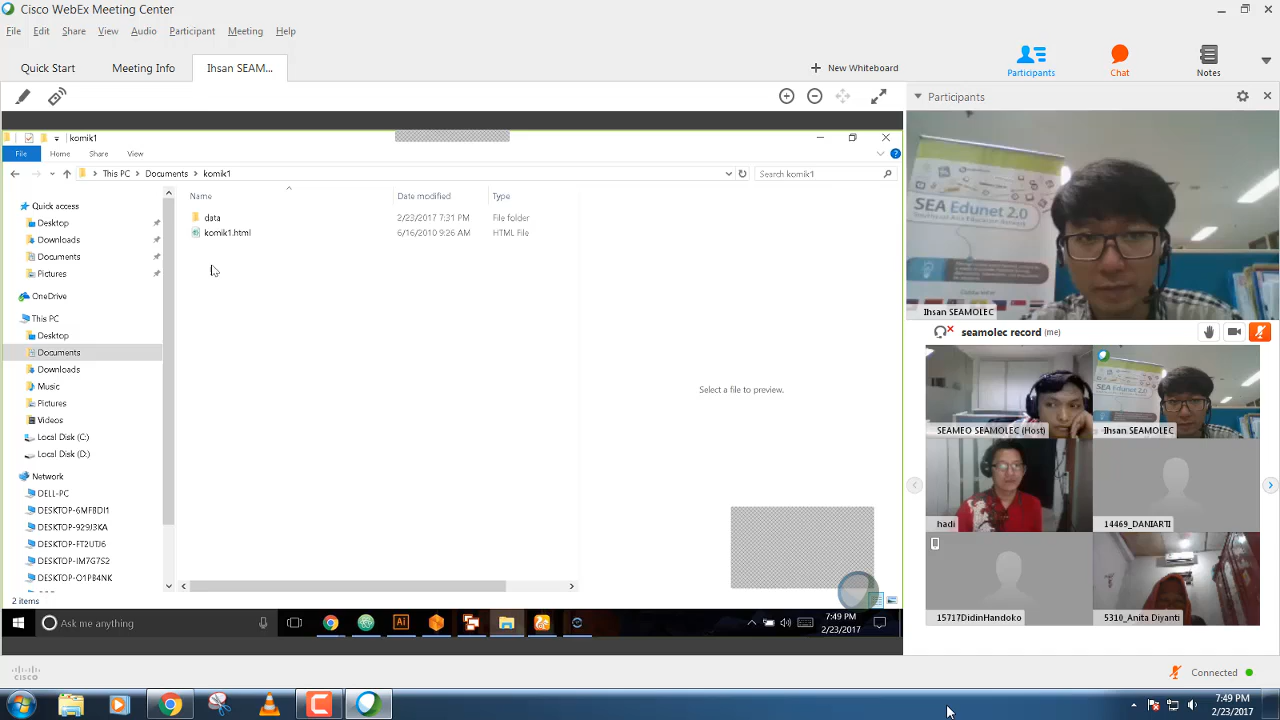 Cisco WebEx Meeting Center
File Edit Share View Audio Participant Meeting Help
Quick Start Meeting Info Ihsan SEAM... New Whiteboard Participants Chat Notes
Participants
komik1
File Home Share View
This PC Documents komik1 Search komik1
Name Date modified Type
Quick access
Desktop
Downloads
Documents
Pictures
OneDrive
This PC
Desktop
Documents
Downloads
Music
Pictures
Videos
Local Disk (C:)
Local Disk (D:)
Network
DELL-PC
DESKTOP-6MF8DI1
DESKTOP-929J3KA
DESKTOP-FT2UTJ6
DESKTOP-IM7G7S2
DESKTOP-O1P84NK
data 2/23/2017 7:31 PM File folder
komik1.html 6/16/2010 9:26 AM HTML File
Select a file to preview.
2 items
Ask me anything
7:49 PM
2/23/2017
SEA Edunet 2.0
Ihsan SEAMOLEC
seamolec record (me)
SEAMEO SEAMOLEC (Host) Ihsan SEAMOLEC
hadi 14469_DANIARTI
15717DidinHandoko 5310_Anita Diyanti
cisco
Connected
7:49 PM
2/23/2017